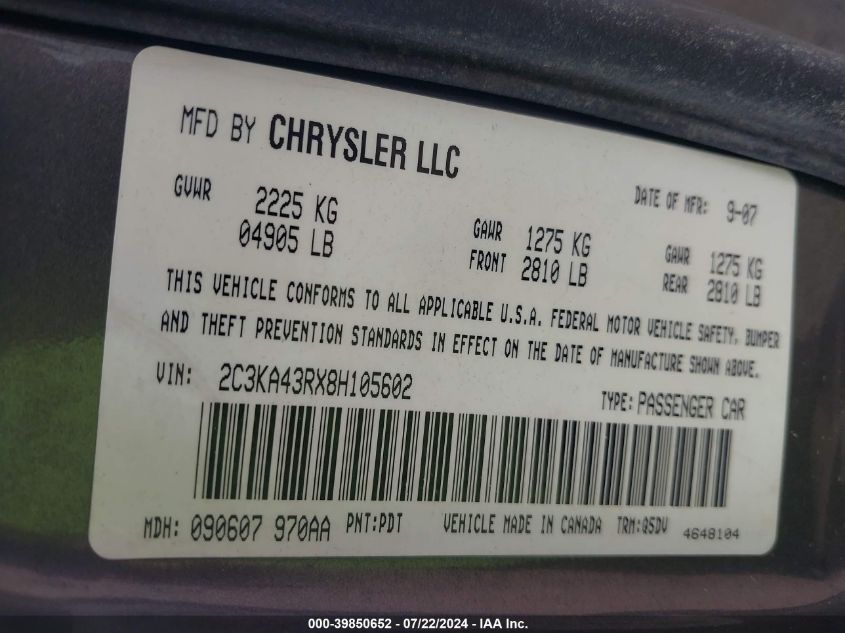 MFD BY CHRYSLER LLC
DATE OF MFR: 9-07
GVWR 2225 KG
04905 LB
GAWR FRONT 1275 KG
2810 LB
GAWR REAR 1275 KG
2810 LB
THIS VEHICLE CONFORMS TO ALL APPLICABLE U.S.A. FEDERAL MOTOR VEHICLE SAFETY, BUMPER
AND THEFT PREVENTION STANDARDS IN EFFECT ON THE DATE OF MANUFACTURE SHOWN ABOVE.
VIN: 2C3KA43RX8H105602
TYPE: PASSENGER CAR
MDH: 090607 970AA PNT:PDT VEHICLE MADE IN CANADA TRM:Q5DV 4648104
000-39850652 - 07/22/2024 - IAA Inc.